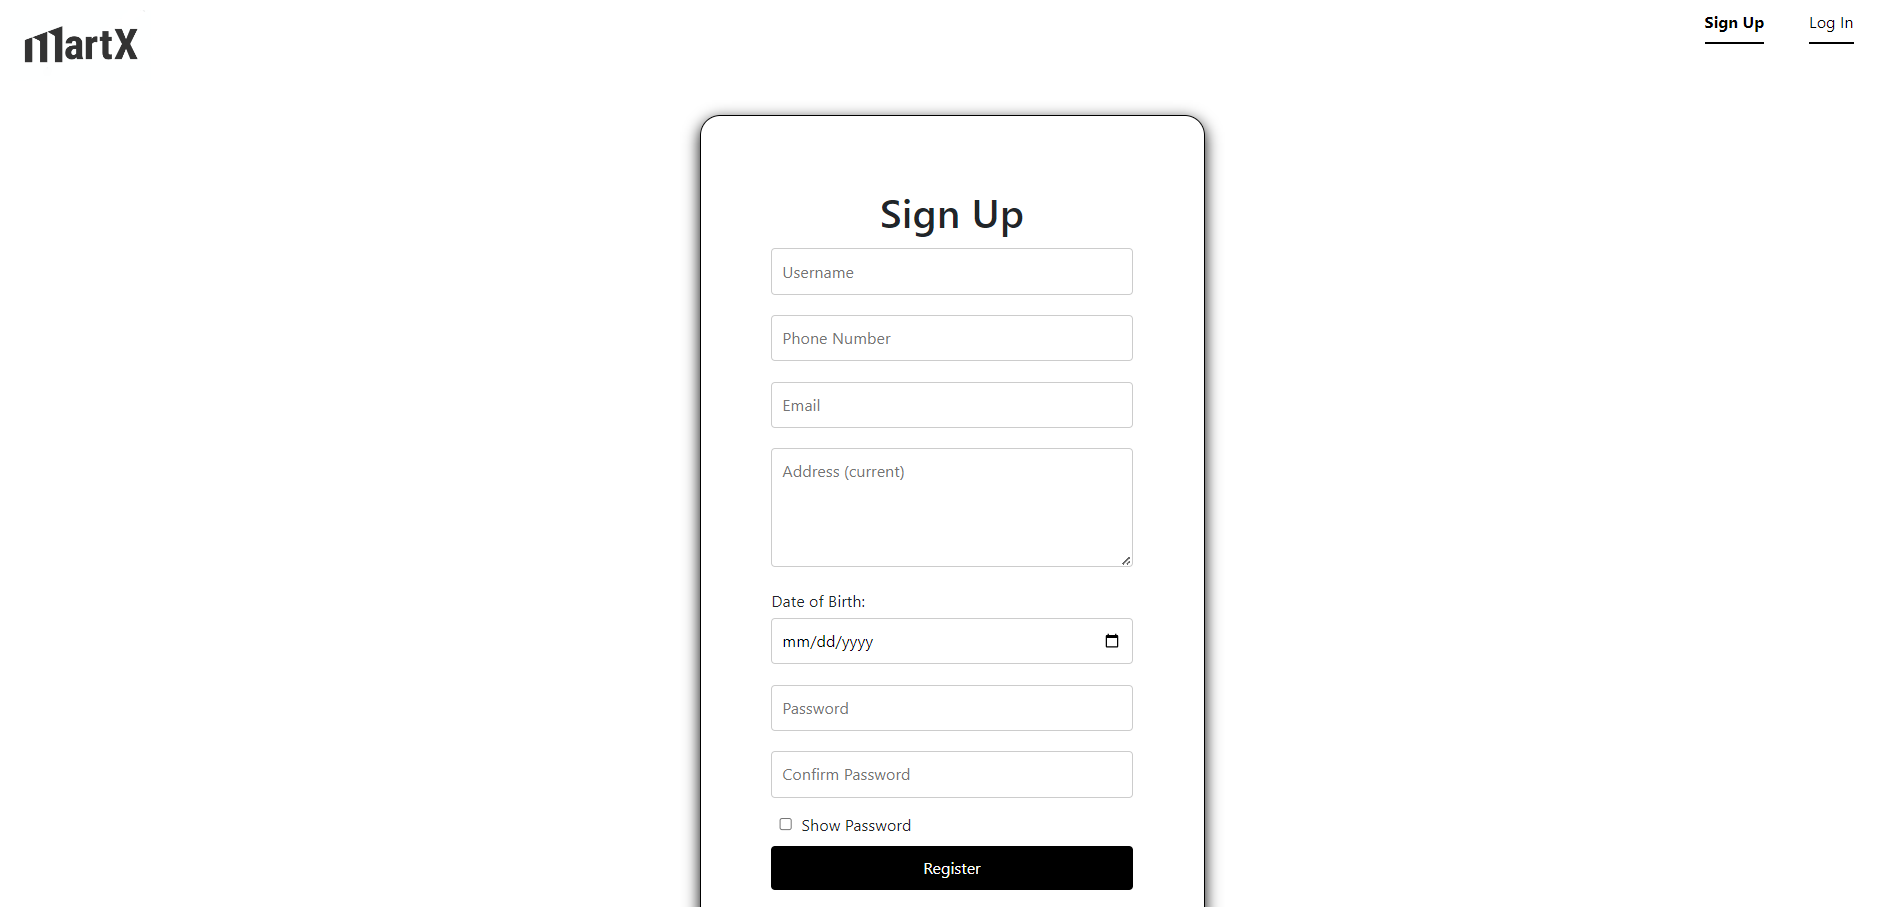 MartX
Sign Up
Log In
Sign Up
Username
Phone Number
Email
Address (current)
Date of Birth:
mm/dd/yyyy
Password
Confirm Password
Show Password
Register